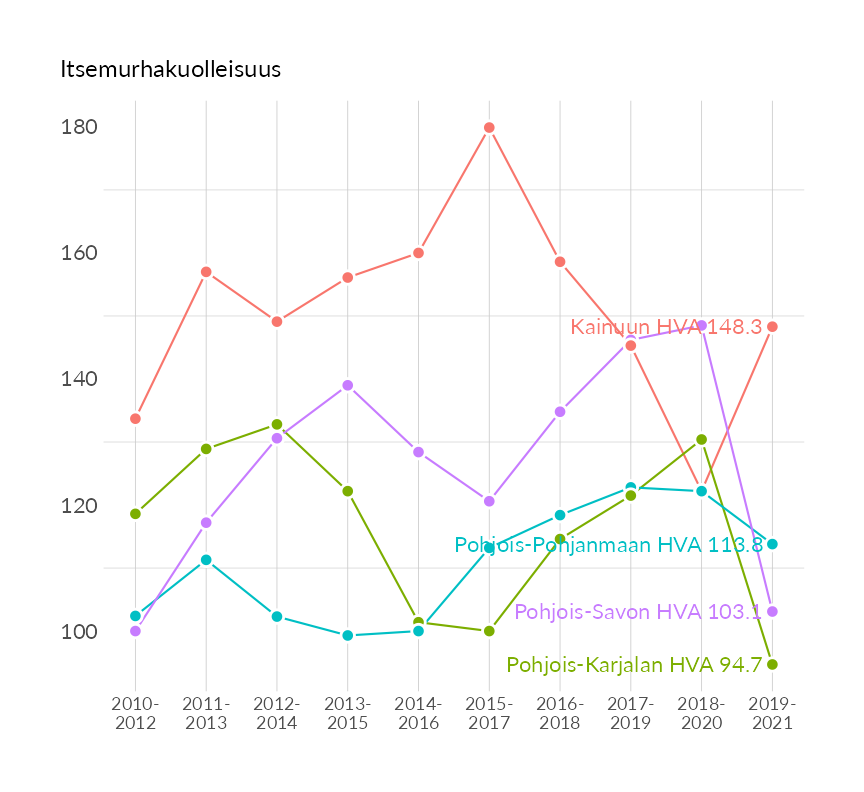 Itsemurhakuolleisuus
180
160
Kainuun HVA 148.3
140
120
Pohjois-Pohjanmaan HVA 113.8
Pohjois-Savon HVA 103.1
100
Pohjois-Karjalan HVA 94.7
2010- 2011- 2012- 2013- 2014- 2015- 2016- 2017- 2018- 2019-
2012 2013 2014 2015 2016 2017 2018 2019 2020 2021